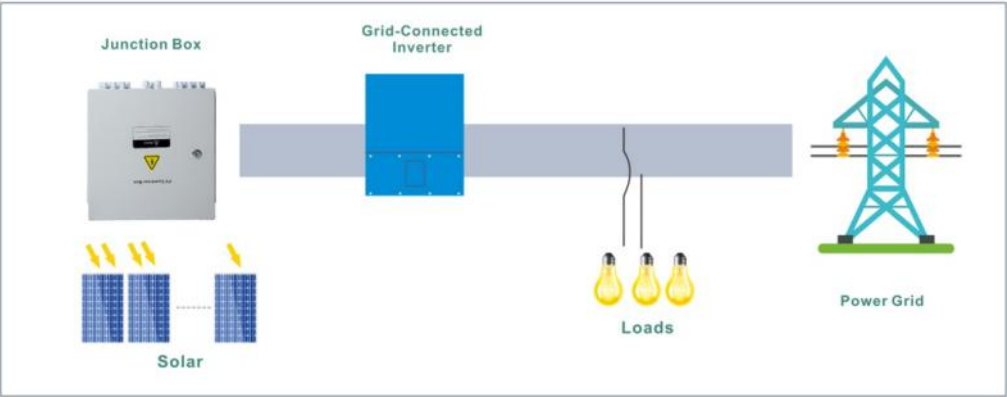 Junction Box
Grid-Connected
Inverter
Solar
Loads
Power Grid